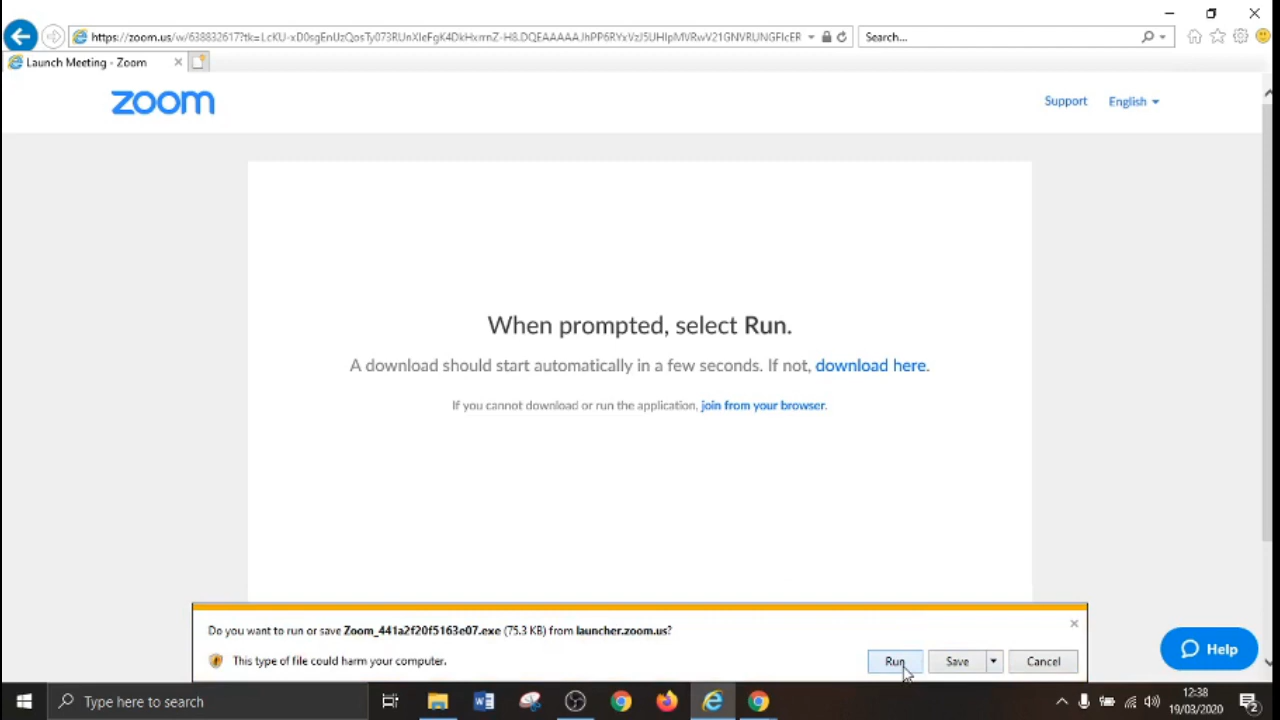 Search...
Launch Meeting - Zoom
zoom
Support
English
When prompted, select Run.
A download should start automatically in a few seconds. If not, download here.
If you cannot download or run the application, join from your browser.
Do you want to run or save Zoom_441a2f20f5163e07.exe (75.3 KB) from launcher.zoom.us?
This type of file could harm your computer.
Run
Save
Cancel
Help
Type here to search
12:38
19/03/2020
2